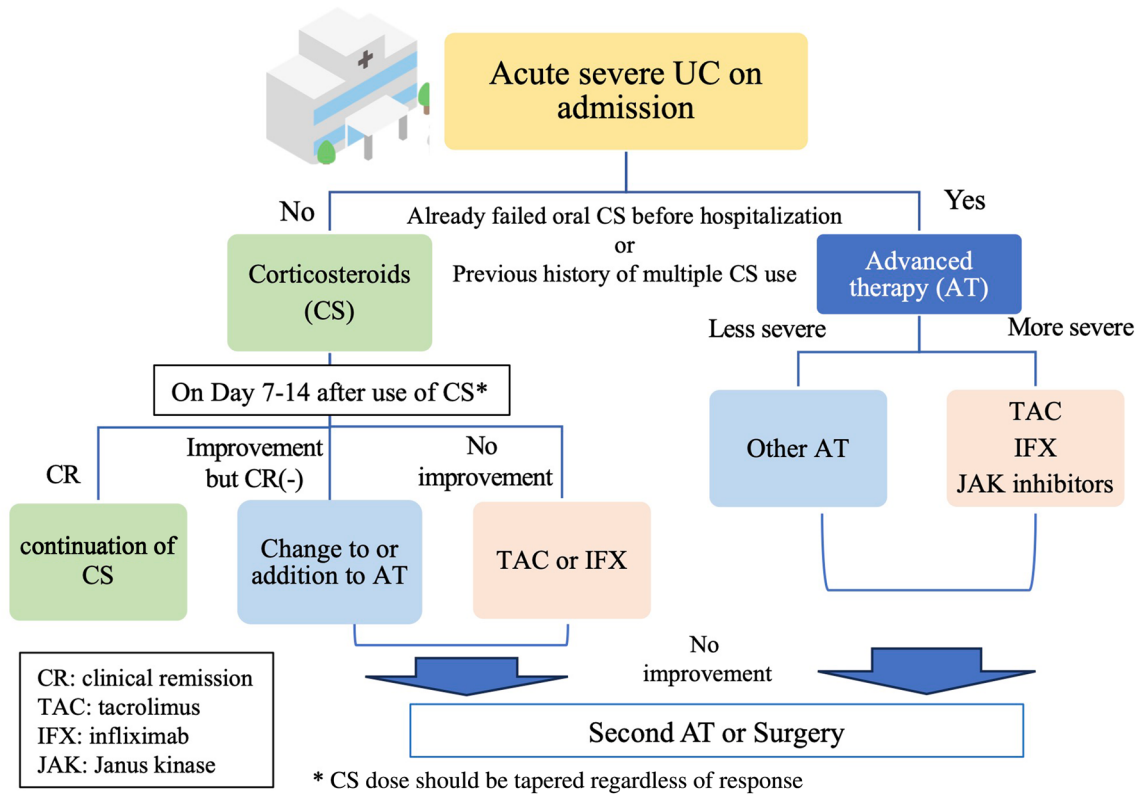 Acute severe UC on
admission
No
Already failed oral CS before hospitalization
or
Previous history of multiple CS use
Yes
Corticosteroids
(CS)
Advanced
therapy (AT)
Less severe
More severe
On Day 7-14 after use of CS*
CR
Improvement
but CR(-)
No
improvement
Other AT
TAC
IFX
JAK inhibitors
continuation of
CS
Change to or
addition to AT
TAC or IFX
No
improvement
CR: clinical remission
TAC: tacrolimus
IFX: infliximab
JAK: Janus kinase
Second AT or Surgery
* CS dose should be tapered regardless of response